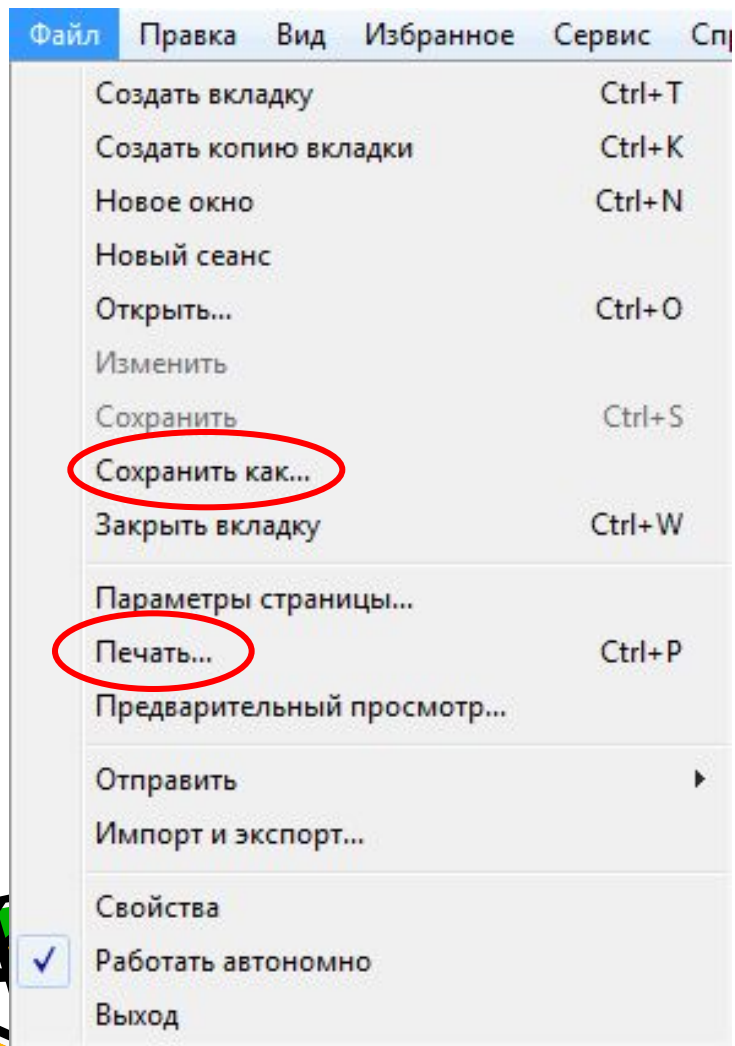 Файл Правка Вид Избранное Сервис
Создать вкладку Ctrl+T
Создать копию вкладки Ctrl+K
Новое окно Ctrl+N
Новый сеанс
Открыть... Ctrl+O
Изменить
Сохранить Ctrl+S
Сохранить как...
Закрыть вкладку Ctrl+W
Параметры страницы...
Печать... Ctrl+P
Предварительный просмотр...
Отправить
Импорт и экспорт...
Свойства
Работать автономно
Выход